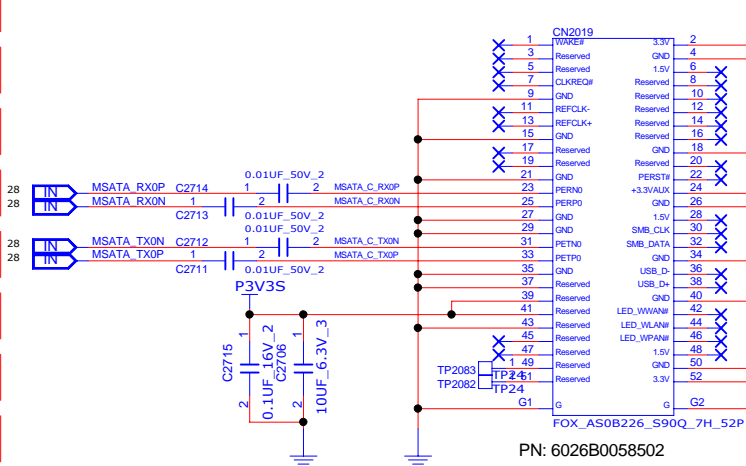 CN2019
1 WAKE# 3.3V 2
3 Reserved GND 4
5 Reserved 1.5V 6
7 CLKREQ# Reserved 8
9 GND Reserved 10
11 REFCLK- Reserved 12
13 REFCLK+ Reserved 14
15 GND Reserved 16
17 Reserved GND 18
19 Reserved Reserved 20
21 GND PERST# 22
23 PERN0 +3.3VAUX 24
25 PERP0 GND 26
27 GND 1.5V 28
29 GND SMB_CLK 30
31 PETN0 SMB_DATA 32
33 PETP0 GND 34
35 GND USB_D- 36
37 Reserved USB_D+ 38
39 Reserved GND 40
41 Reserved LED_WWAN# 42
43 Reserved LED_WLAN# 44
45 Reserved LED_WPAN# 46
47 Reserved 1.5V 48
49 Reserved GND 50
51 Reserved 3.3V 52
G1 G G G2
FOX_AS0B226_S90Q_7H_52P
PN: 6026B0058502
0.01UF_50V_2
28 IN MSATA_RX0P C2714 1 2 MSATA_C_RX0P
28 IN MSATA_RX0N 1 2 MSATA_C_RX0N
C2713 0.01UF_50V_2
0.01UF_50V_2
28 IN MSATA_TX0N C2712 1 2 MSATA_C_TX0N
28 IN MSATA_TX0P 1 2 MSATA_C_TX0P
C2711 0.01UF_50V_2
P3V3S
1 1
C2715
0.1UF_16V_2
C2706
10UF_6.3V_3
2 2
TP2083 1 TP24
TP2082 1 TP24